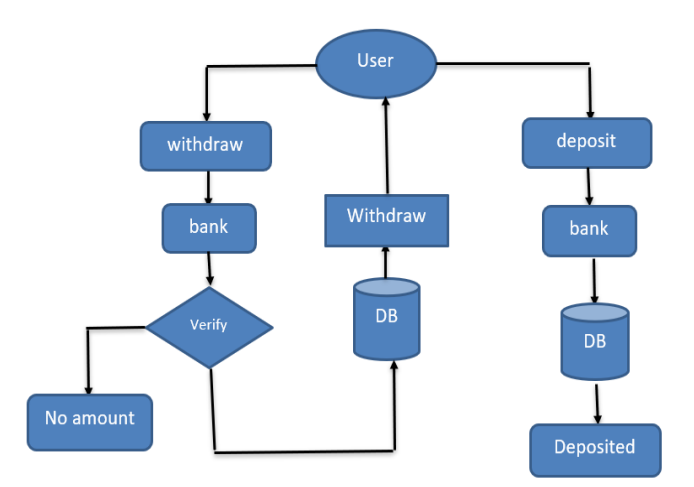 User
withdraw
deposit
bank
Withdraw
bank
Verify
DB
DB
No amount
Deposited